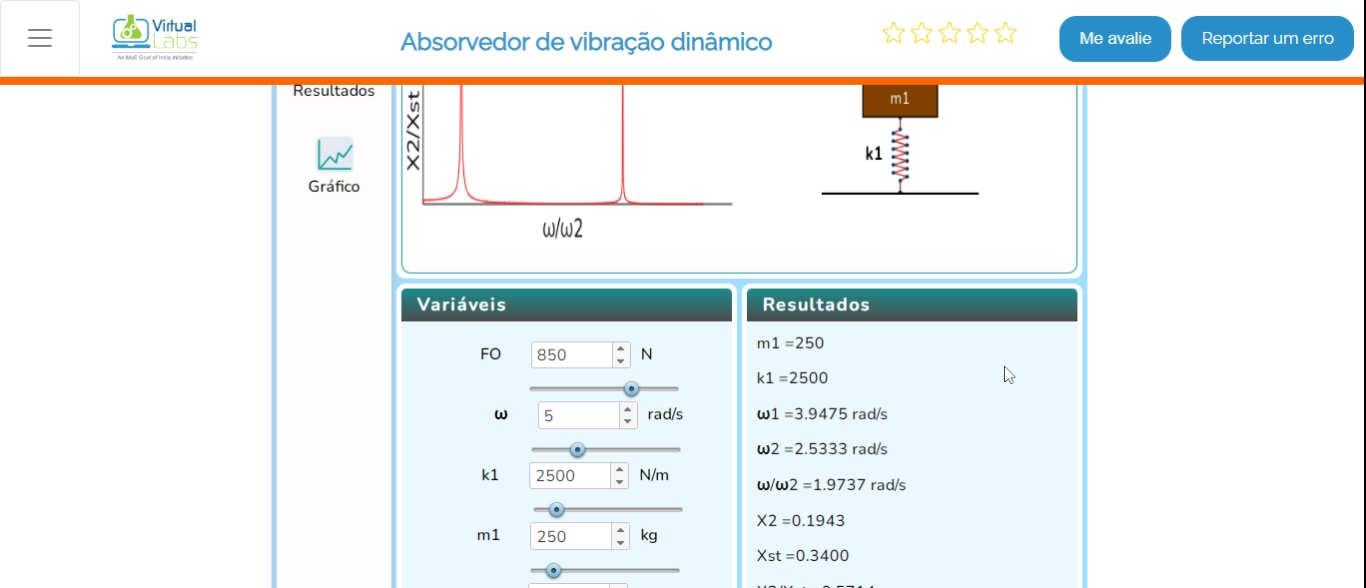 Virtual
Labs
An MoE Govt of India Initiative
Absorvedor de vibração dinâmico
Me avalie
Reportar um erro
Resultados
Gráfico
X2/Xst
ω/ω2
m1
k1
Variáveis
FO 850 N
ω 5 rad/s
k1 2500 N/m
m1 250 kg
Resultados
m1 =250
k1 =2500
ω1 =3.9475 rad/s
ω2 =2.5333 rad/s
ω/ω2 =1.9737 rad/s
X2 =0.1943
Xst =0.3400